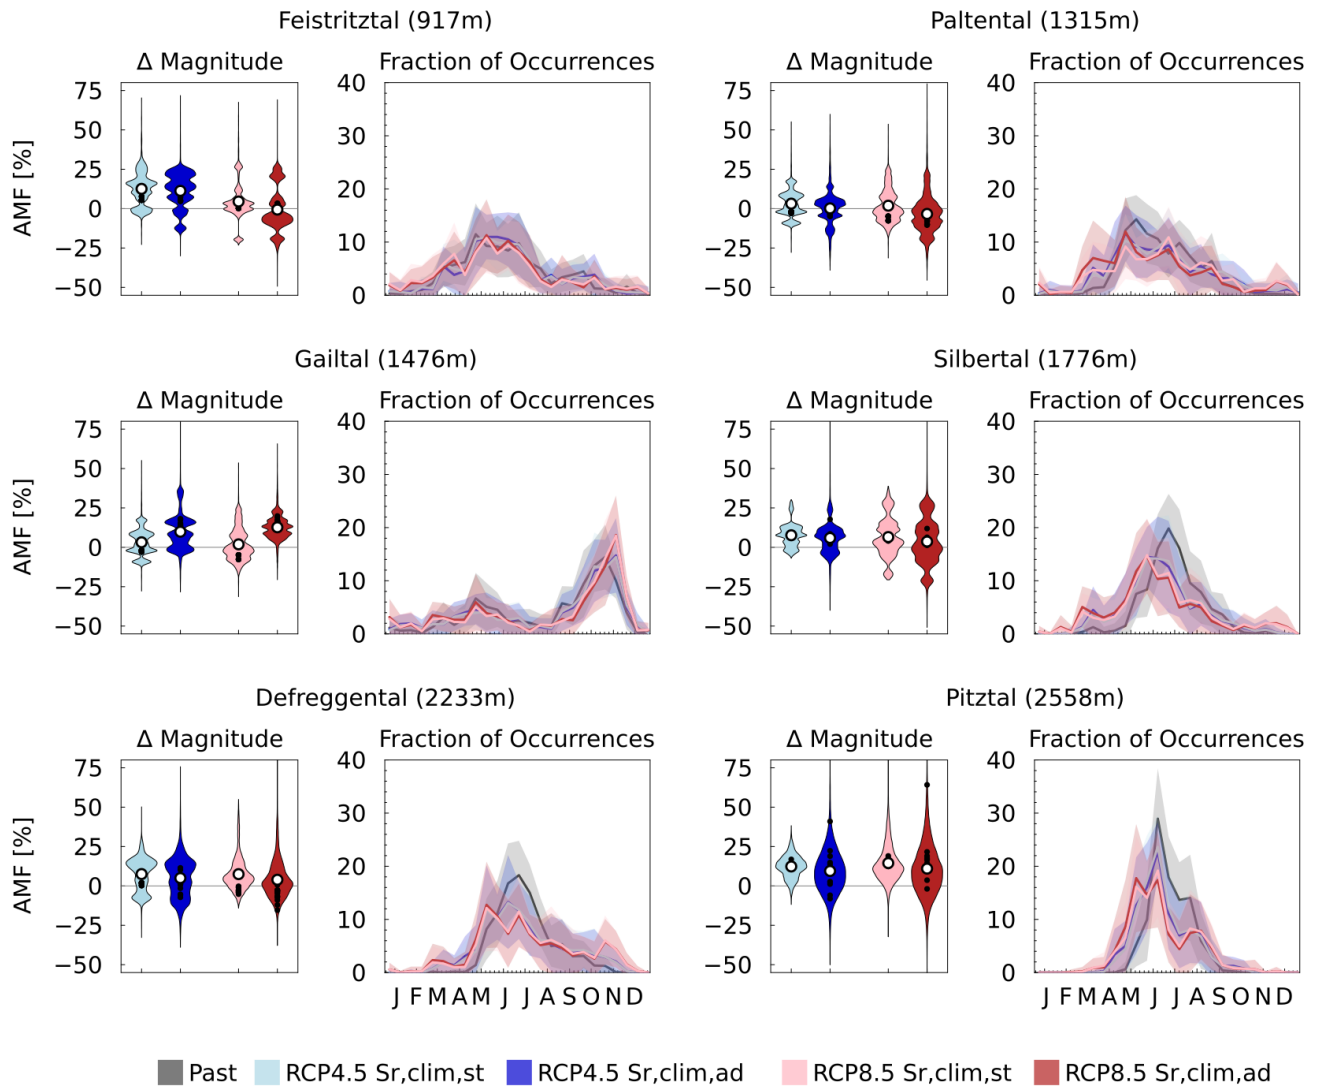 Feistritztal (917m)
Paltental (1315m)
Δ Magnitude
Fraction of Occurrences
Δ Magnitude
Fraction of Occurrences
AMF [%]
75
50
25
0
−25
−50
40
30
20
10
0
75
50
25
0
−25
−50
40
30
20
10
0
Gailtal (1476m)
Silbertal (1776m)
Δ Magnitude
Fraction of Occurrences
Δ Magnitude
Fraction of Occurrences
AMF [%]
75
50
25
0
−25
−50
40
30
20
10
0
75
50
25
0
−25
−50
40
30
20
10
0
Defreggental (2233m)
Pitztal (2558m)
Δ Magnitude
Fraction of Occurrences
Δ Magnitude
Fraction of Occurrences
AMF [%]
75
50
25
0
−25
−50
40
30
20
10
0
J F M A M J J A S O N D
75
50
25
0
−25
−50
40
30
20
10
0
J F M A M J J A S O N D
Past RCP4.5 Sr,clim,st RCP4.5 Sr,clim,ad RCP8.5 Sr,clim,st RCP8.5 Sr,clim,ad